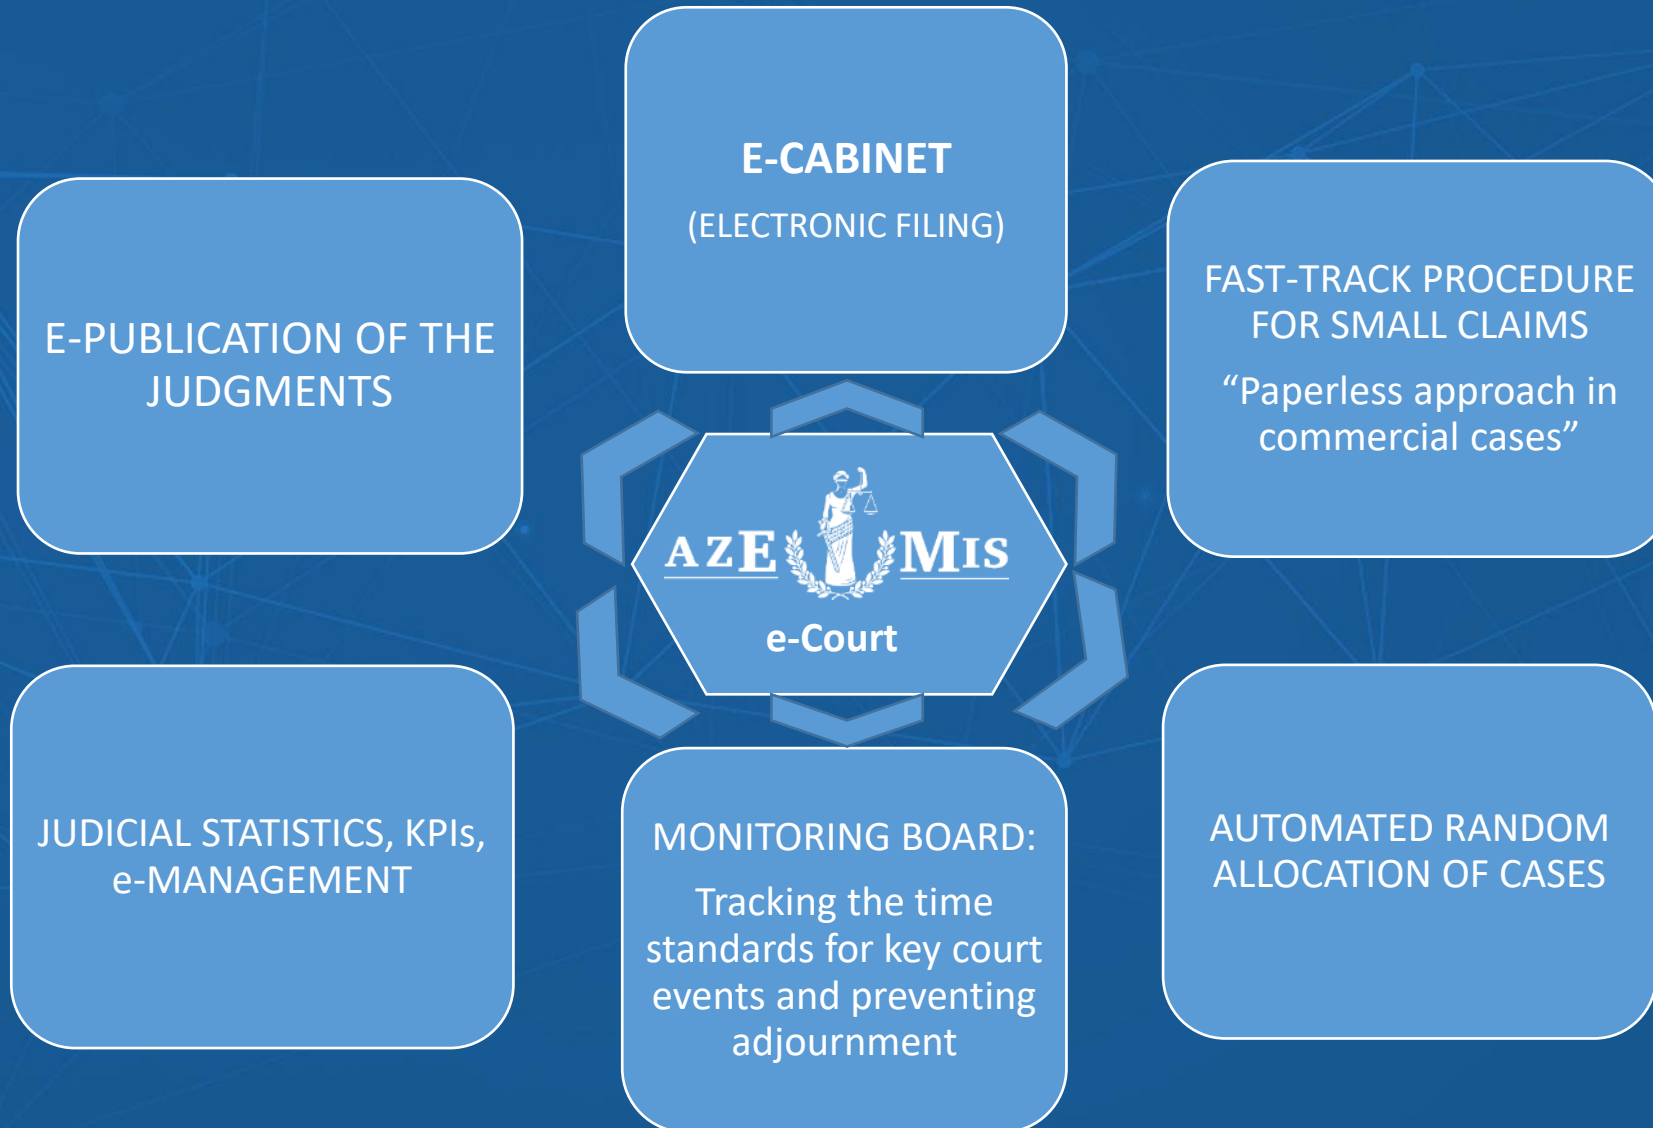 E-CABINET
(ELECTRONIC FILING)
FAST-TRACK PROCEDURE
FOR SMALL CLAIMS
“Paperless approach in
commercial cases”
E-PUBLICATION OF THE
JUDGMENTS
AZE MIS
e-Court
JUDICIAL STATISTICS, KPIs,
e-MANAGEMENT
MONITORING BOARD:
Tracking the time
standards for key court
events and preventing
adjournment
AUTOMATED RANDOM
ALLOCATION OF CASES